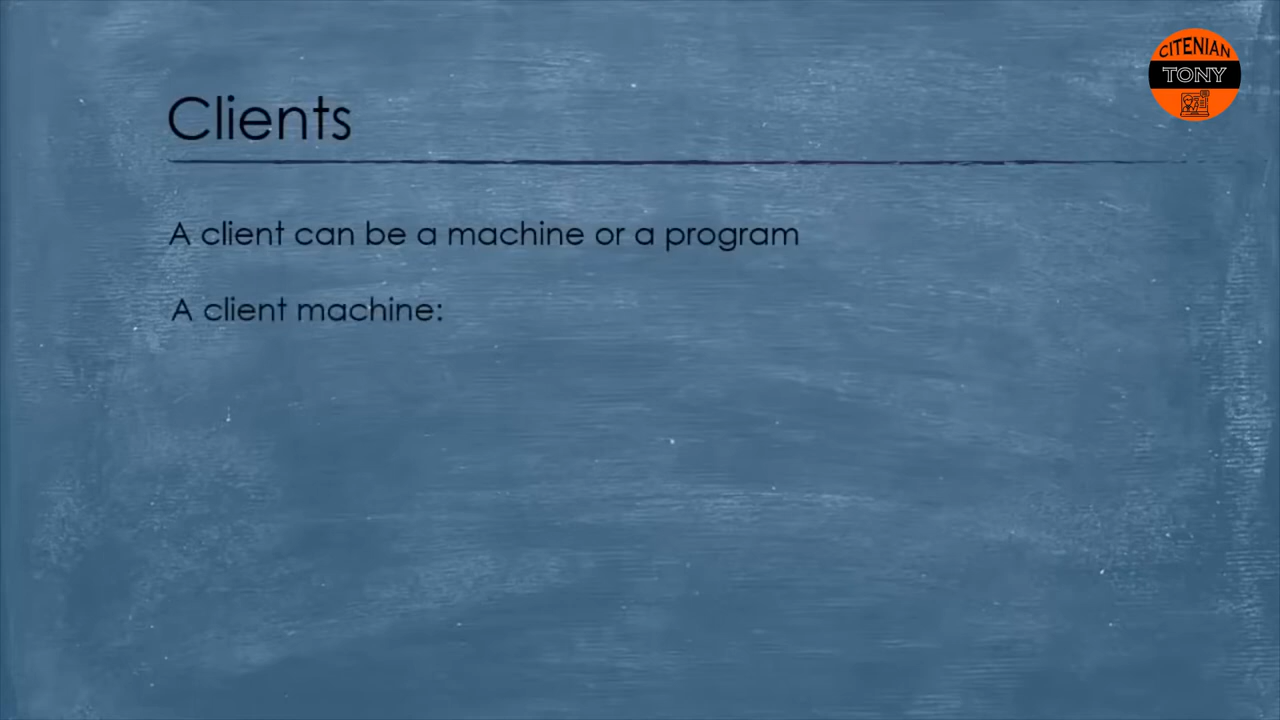 CITENIAN
TONY
Clients
A client can be a machine or a program
A client machine: